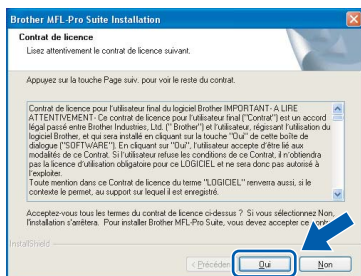 Brother MFL-Pro Suite Installation
Contrat de licence
Lisez attentivement le contrat de licence suivant.
Appuyez sur la touche Page suiv. pour voir le reste du contrat.
Contrat de licence pour l'utilisateur final du logiciel Brother IMPORTANT- A LIRE
ATTENTIVEMENT- Ce contrat de licence pour l'utilisateur final ("Contrat") est un accord
légal passé entre Brother Industries, Ltd. ("Brother") et l'utilisateur, régissant l'utilisation du
logiciel Brother, et qui sera installé en cliquant sur la touche "Oui" de cette boîte de
dialogue ("SOFTWARE"). En cliquant sur "Oui", l'utilisateur accepte d'être lié aux
modalités de ce Contrat. Si l'utilisateur refuse les conditions de ce Contrat, il n'obtiendra
pas la licence d'utilisation obligatoire pour ce LOGICIEL et ne sera donc pas autorisé à
l'exploiter.
Toute mention dans ce Contrat de licence du terme "LOGICIEL" renverra aussi, si le
contexte le permet, au support sur lequel il est enregistré.
Acceptez-vous tous les termes du contrat de licence ci-dessus ? Si vous sélectionnez Non,
l'installation s'arrêtera. Pour installer Brother MFL-Pro Suite, vous devez accepter ce
InstallShield
< Précéden
Oui
Non